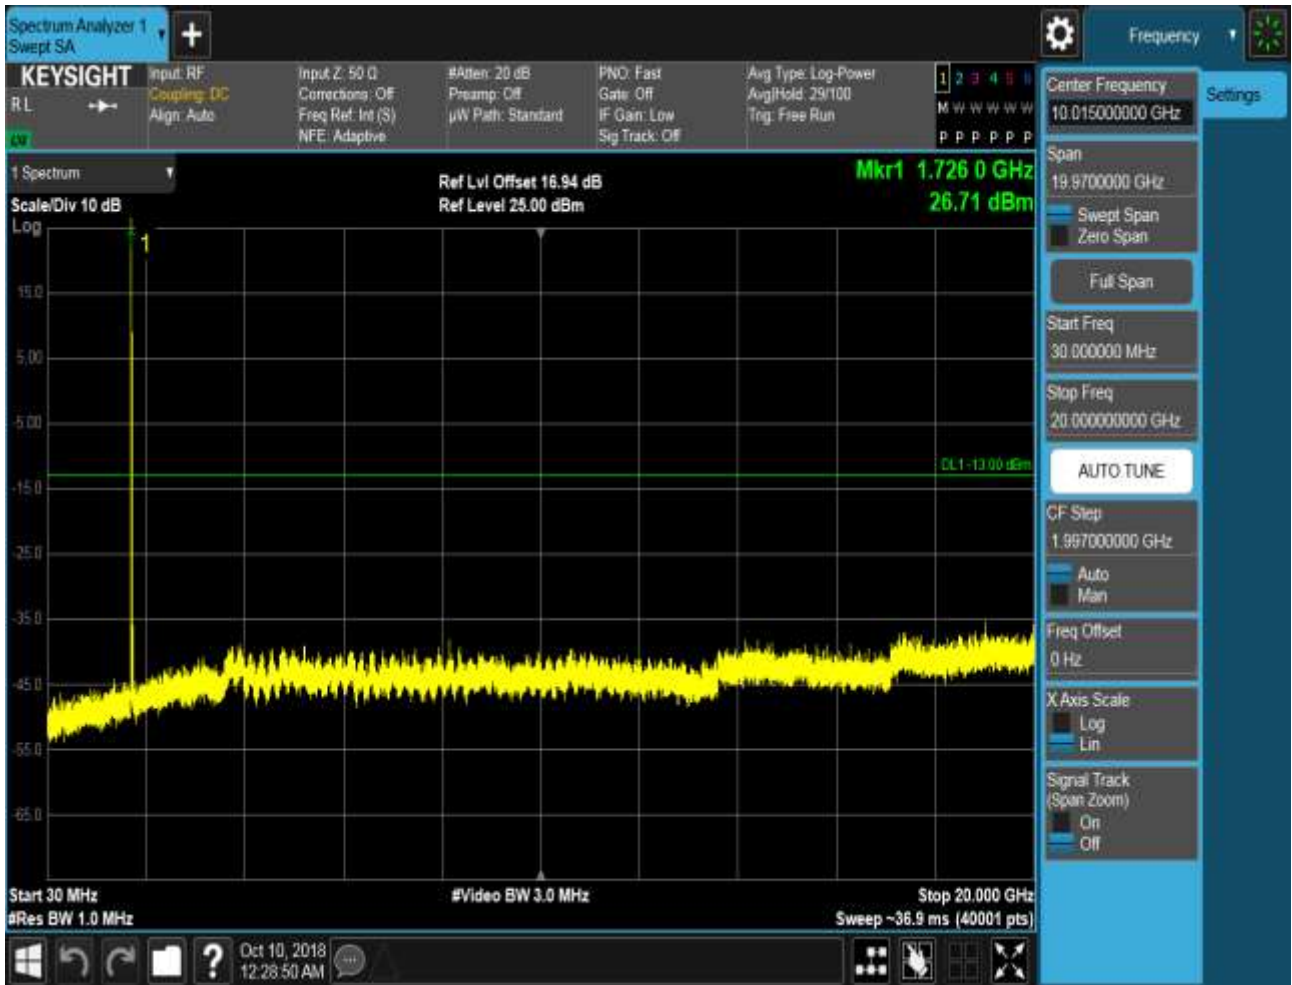 Spectrum Analyzer 1
Swept SA
+
Frequency
KEYSIGHT
RL
Input: RF
Coupling: DC
Align: Auto
Input Z: 50 Ω
Corrections: Off
Freq Ref: Int (S)
NFE: Adaptive
#Atten: 20 dB
Preamp: Off
µW Path: Standard
PNO: Fast
Gate: Off
IF Gain: Low
Sig Track: Off
Avg Type: Log-Power
Avg|Hold: 29/100
Trig: Free Run
1 2 3 4 5 6
M W W W W W
P P P P P P
1 Spectrum
Scale/Div 10 dB
Log
Ref Lvl Offset 16.94 dB
Ref Level 25.00 dBm
Mkr1 1.726 0 GHz
26.71 dBm
1
15.0
5.00
-5.00
DL1 -13.00 dBm
-15.0
-25.0
-35.0
-45.0
-55.0
-65.0
Start 30 MHz
#Res BW 1.0 MHz
#Video BW 3.0 MHz
Stop 20.000 GHz
Sweep ~36.9 ms (40001 pts)
Center Frequency
10.015000000 GHz
Settings
Span
19.9700000 GHz
Swept Span
Zero Span
Full Span
Start Freq
30.000000 MHz
Stop Freq
20.000000000 GHz
AUTO TUNE
CF Step
1.997000000 GHz
Auto
Man
Freq Offset
0 Hz
X Axis Scale
Log
Lin
Signal Track
(Span Zoom)
On
Off
?
Oct 10, 2018
12:28:50 AM